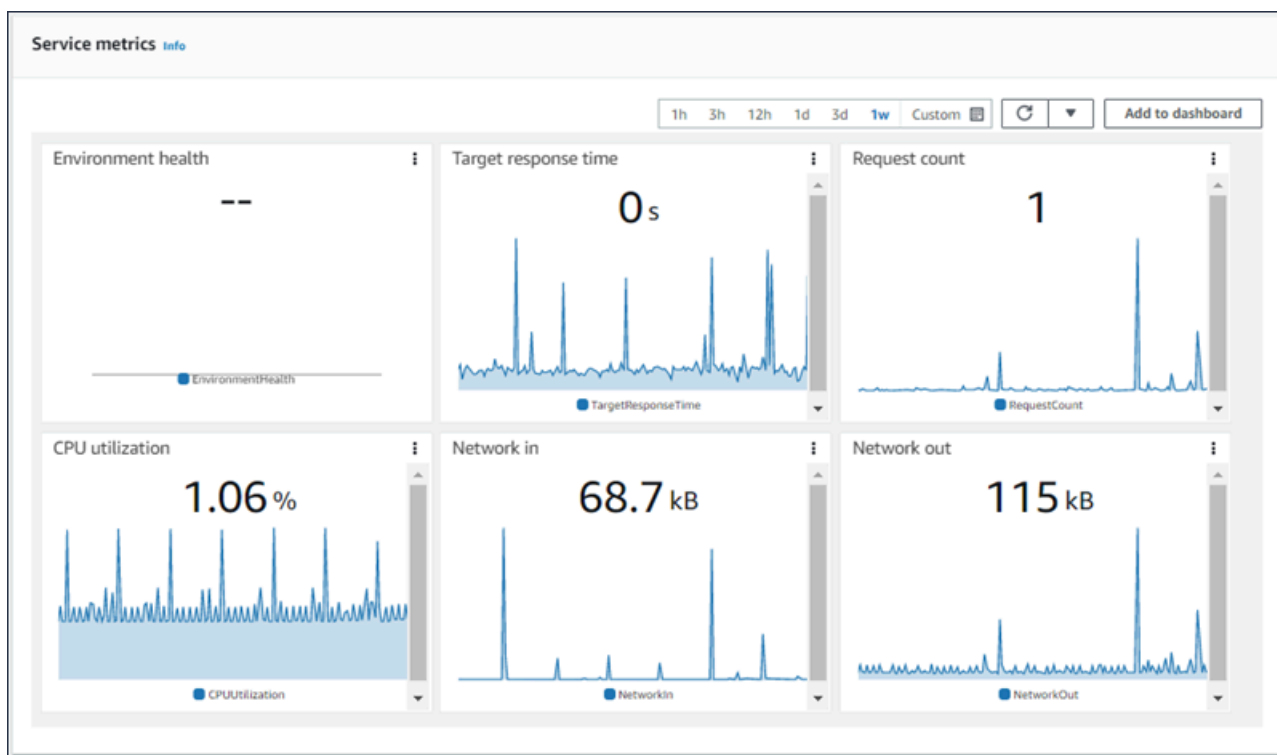 Service metrics Info
1h 3h 12h 1d 3d 1w Custom Add to dashboard
Environment health
--
EnvironmentHealth
Target response time
0 s
TargetResponseTime
Request count
1
RequestCount
CPU utilization
1.06 %
CPUUtilization
Network in
68.7 kB
NetworkIn
Network out
115 kB
NetworkOut